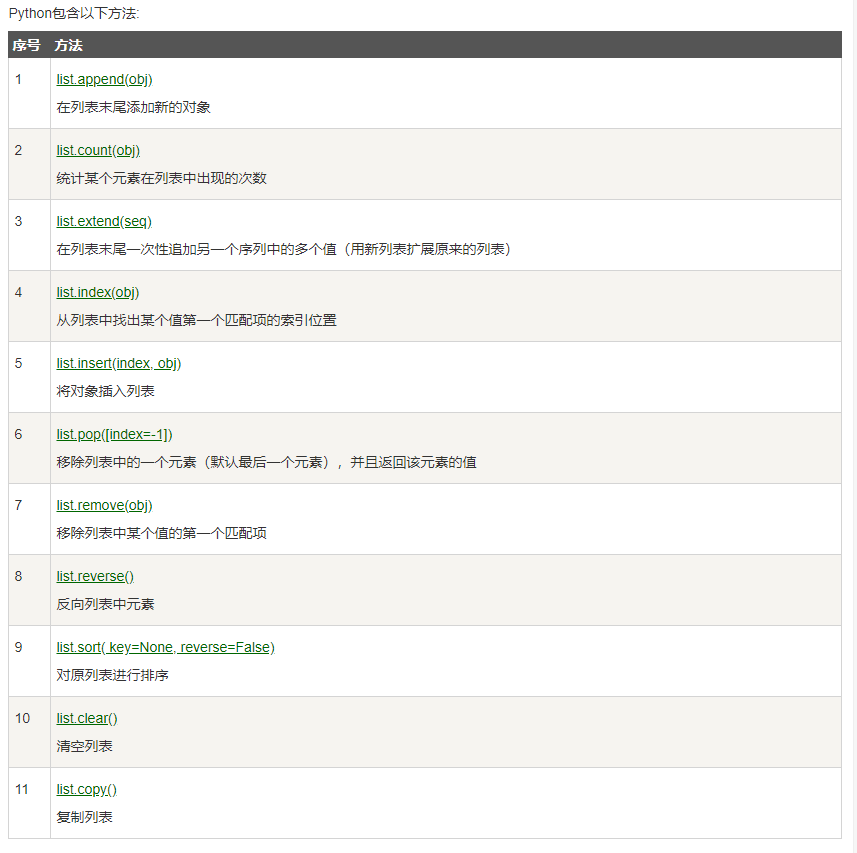 Python包含以下方法:
序号 方法
1 list.append(obj)
在列表末尾添加新的对象
2 list.count(obj)
统计某个元素在列表中出现的次数
3 list.extend(seq)
在列表末尾一次性追加另一个序列中的多个值（用新列表扩展原来的列表）
4 list.index(obj)
从列表中找出某个值第一个匹配项的索引位置
5 list.insert(index, obj)
将对象插入列表
6 list.pop([index=-1])
移除列表中的一个元素（默认最后一个元素），并且返回该元素的值
7 list.remove(obj)
移除列表中某个值的第一个匹配项
8 list.reverse()
反向列表中元素
9 list.sort( key=None, reverse=False)
对原列表进行排序
10 list.clear()
清空列表
11 list.copy()
复制列表